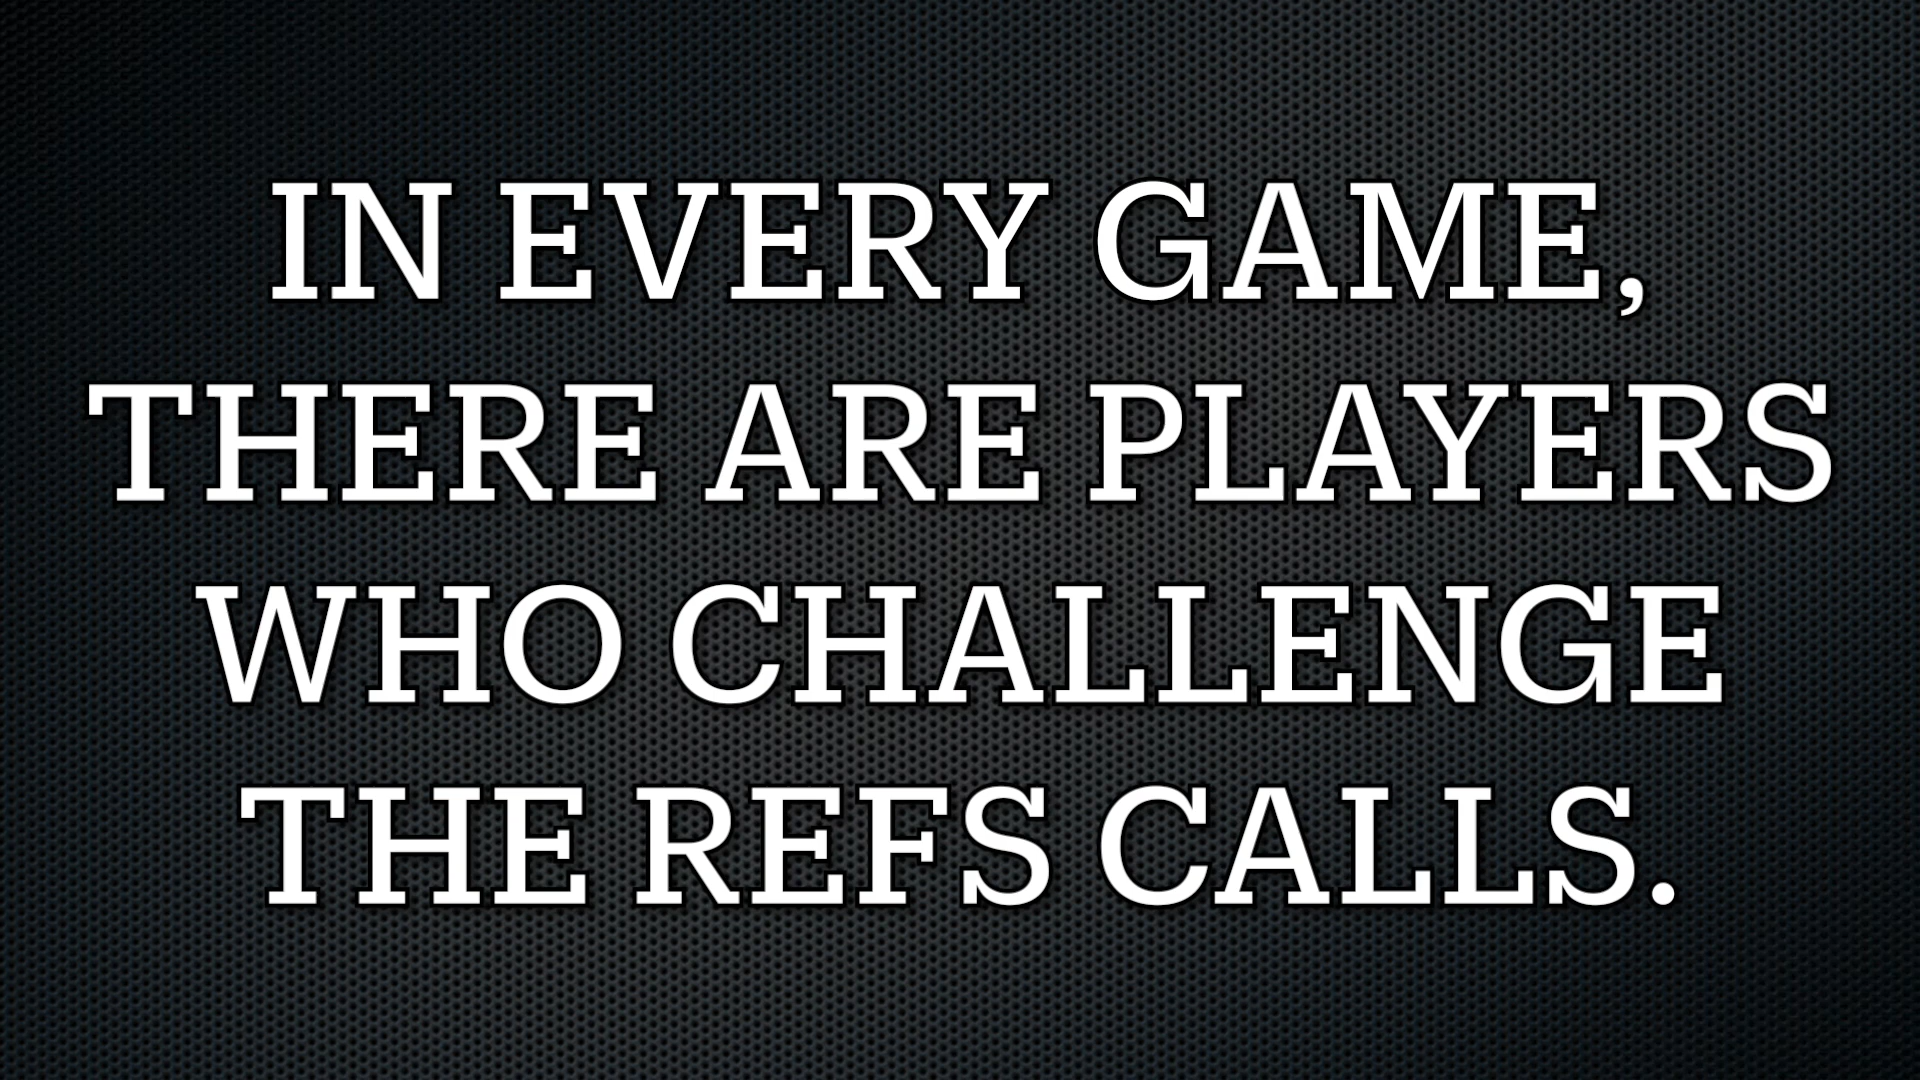 IN EVERY GAME,
THERE ARE PLAYERS
WHO CHALLENGE
THE REFS CALLS.